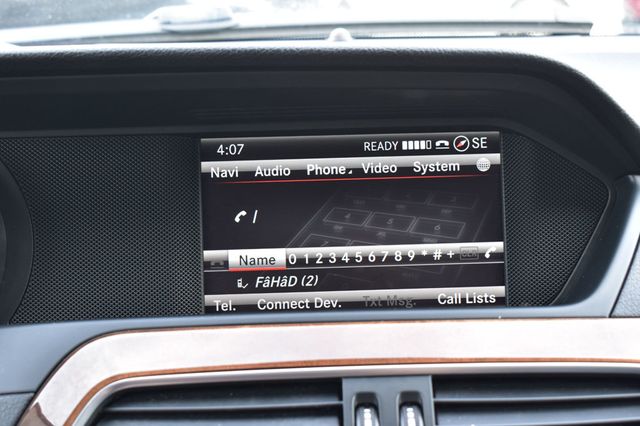 4:07 READY SE
Navi Audio Phone Video System
/
Name 0 1 2 3 4 5 6 7 8 9 * # + CLR
FâHâD (2)
Tel. Connect Dev. Txt Msg. Call Lists